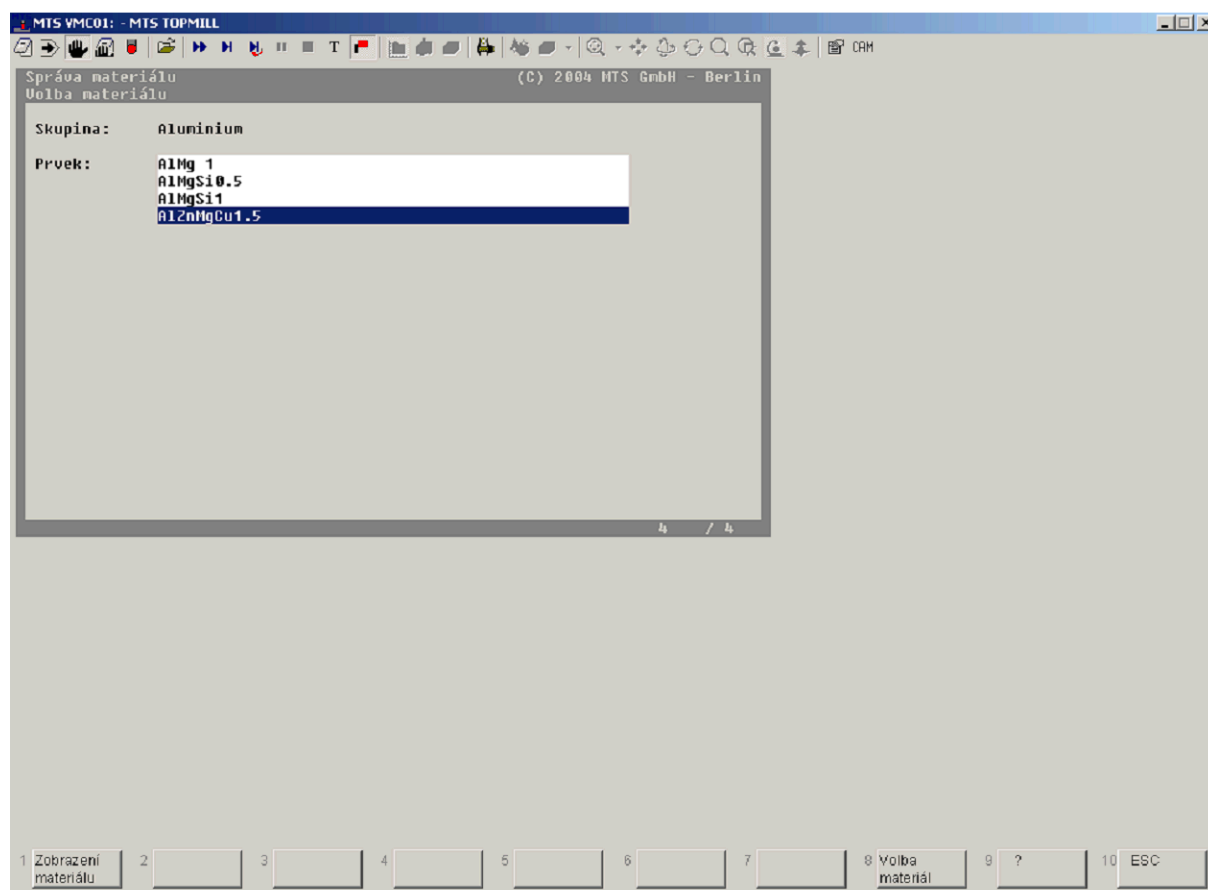 MTS VMC01: - MTS TOPMILL
T CAM
Správa materiálu (C) 2004 MTS GmbH - Berlin
Volba materiálu
Skupina: Aluminium
Prvek: AlMg 1
AlMgSi0.5
AlMgSi1
AlZnMgCu1.5
4 / 4
1 Zobrazení materiálu 2 3 4 5 6 7 8 Volba materiál 9 ? 10 ESC